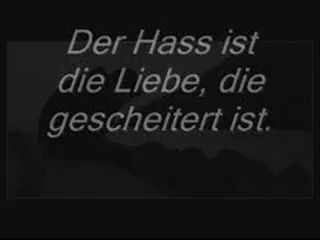 Der Hass ist
die Liebe, die
gescheitert ist.